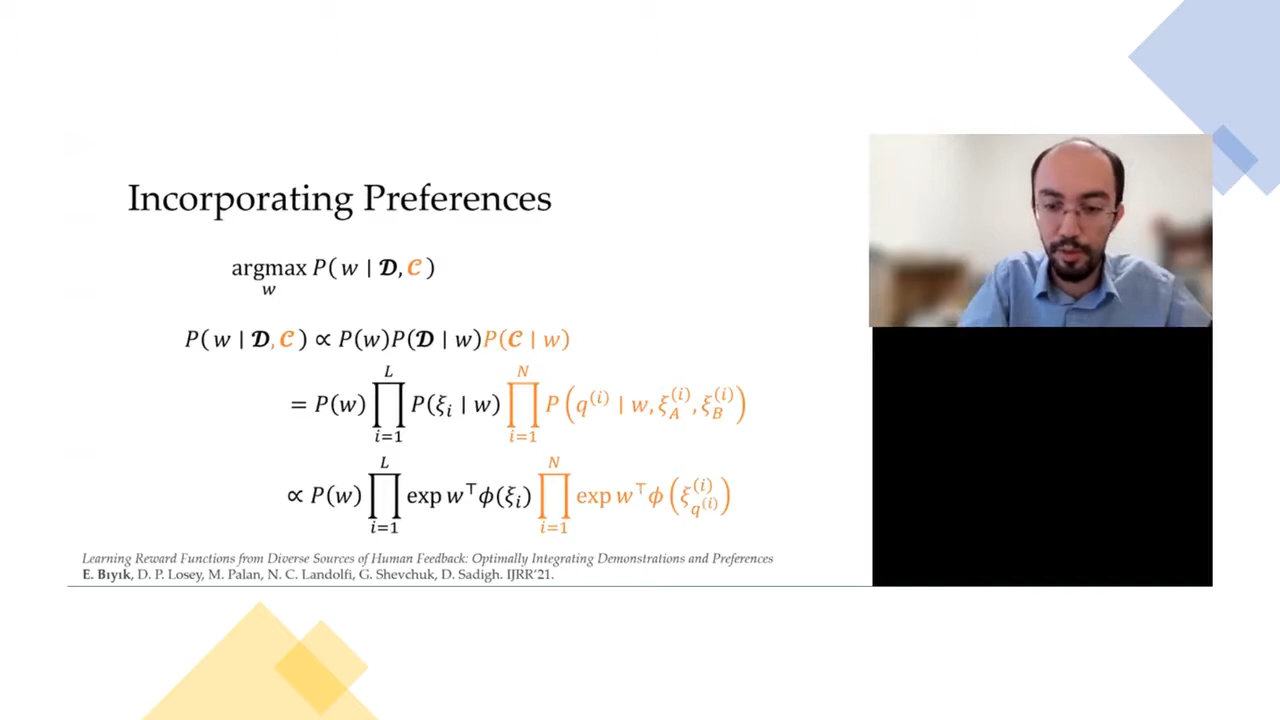 Incorporating Preferences
argmax P( w | 𝓓, 𝓒 )
w
P( w | 𝓓, 𝓒 ) ∝ P(w)P(𝓓 | w)P(𝓒 | w)
= P(w) ∏_{i=1}^{L} P(ξ_i | w) ∏_{i=1}^{N} P(q^{(i)} | w, ξ_A^{(i)}, ξ_B^{(i)})
∝ P(w) ∏_{i=1}^{L} exp w^⊤ϕ(ξ_i) ∏_{i=1}^{N} exp w^⊤ϕ(ξ_{q^{(i)}}^{(i)})
Learning Reward Functions from Diverse Sources of Human Feedback: Optimally Integrating Demonstrations and Preferences
E. Bıyık, D. P. Losey, M. Palan, N. C. Landolfi, G. Shevchuk, D. Sadigh. IJRR'21.